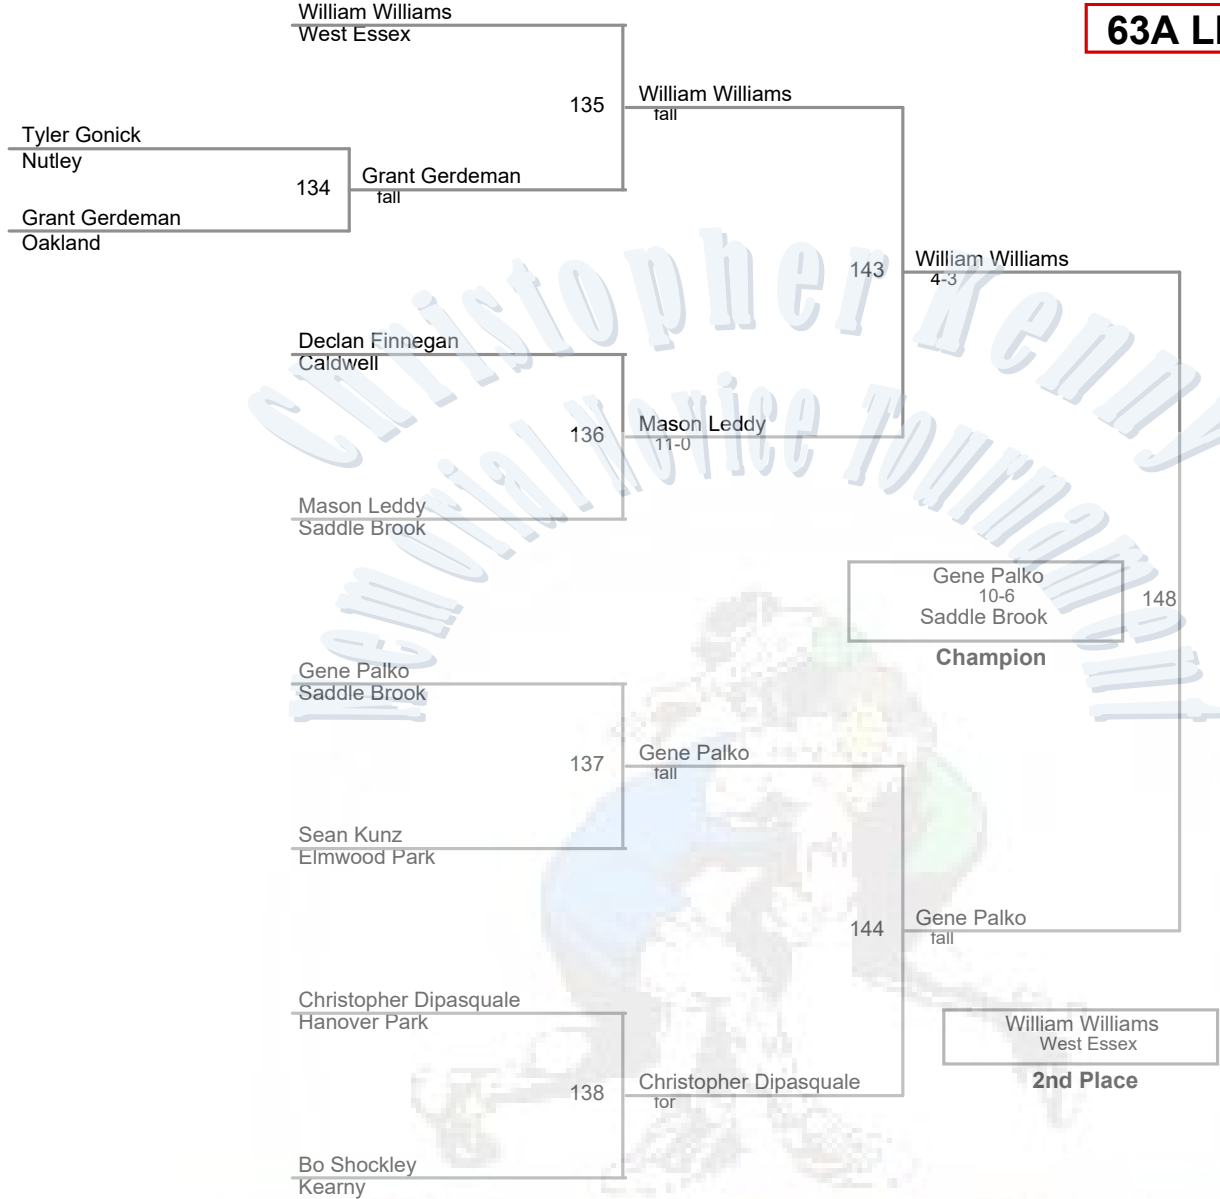 William Williams
West Essex
63A
135
William Williams
fall
Tyler Gonick
Nutley
134
Grant Gerdeman
fall
Grant Gerdeman
Oakland
Christopher Kenny
Memorial Novice Tournament
143
William Williams
4-3
Declan Finnegan
Caldwell
136
Mason Leddy
11-0
Mason Leddy
Saddle Brook
Gene Palko
10-6
Saddle Brook
148
Champion
Gene Palko
Saddle Brook
137
Gene Palko
fall
Sean Kunz
Elmwood Park
144
Gene Palko
fall
Christopher Dipasquale
Hanover Park
William Williams
West Essex
2nd Place
138
Christopher Dipasquale
for
Bo Shockley
Kearny